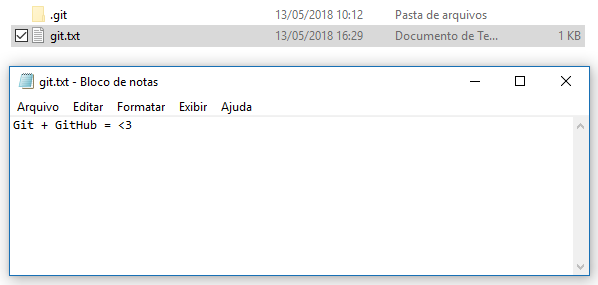 .git 13/05/2018 10:12 Pasta de arquivos
git.txt 13/05/2018 16:29 Documento de Te... 1 KB
git.txt - Bloco de notas
Arquivo Editar Formatar Exibir Ajuda
Git + GitHub = <3